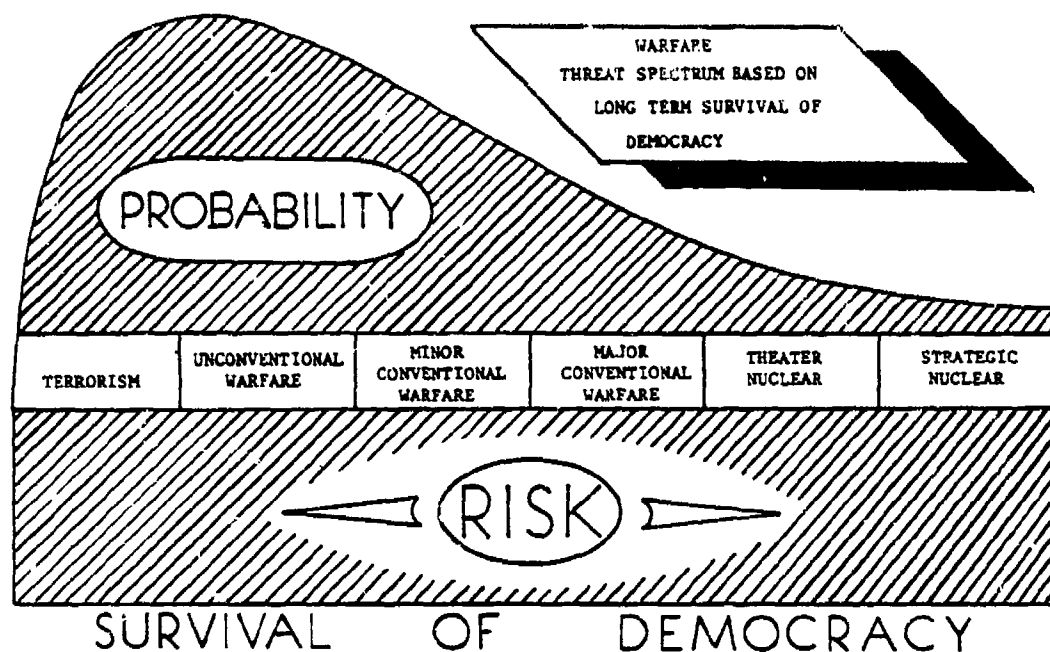 WARFARE
THREAT SPECTRUM BASED ON
LONG TERM SURVIVAL OF
DEMOCRACY
PROBABILITY
TERRORISM
UNCONVENTIONAL
WARFARE
MINOR
CONVENTIONAL
WARFARE
MAJOR
CONVENTIONAL
WARFARE
THEATER
NUCLEAR
STRATEGIC
NUCLEAR
RISK
SURVIVAL OF DEMOCRACY